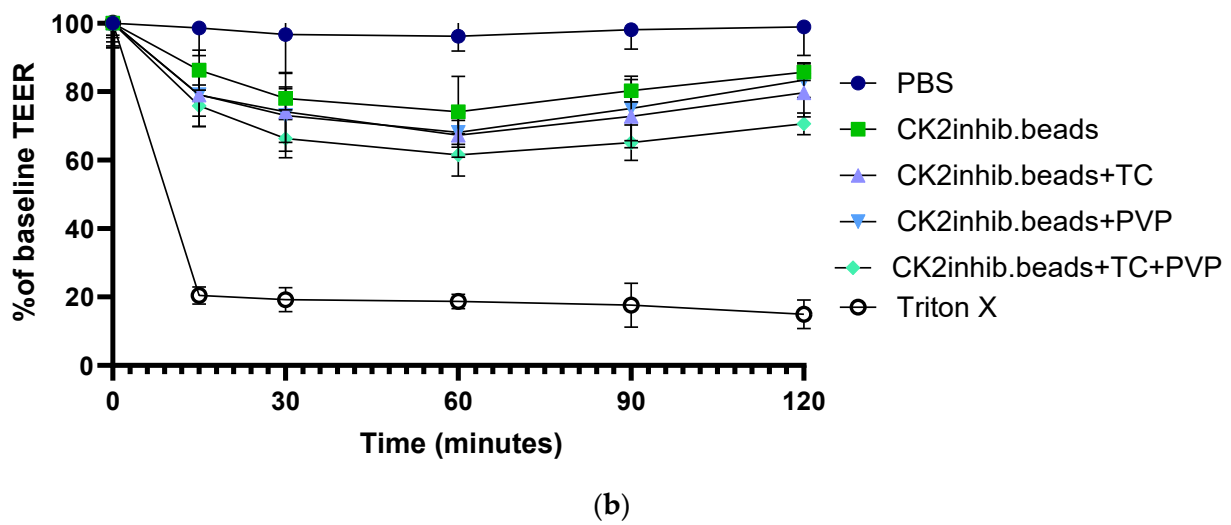 %of baseline TEER
100
80
60
40
20
0
0 30 60 90 120
Time (minutes)
PBS
CK2inhib.beads
CK2inhib.beads+TC
CK2inhib.beads+PVP
CK2inhib.beads+TC+PVP
Triton X
(b)